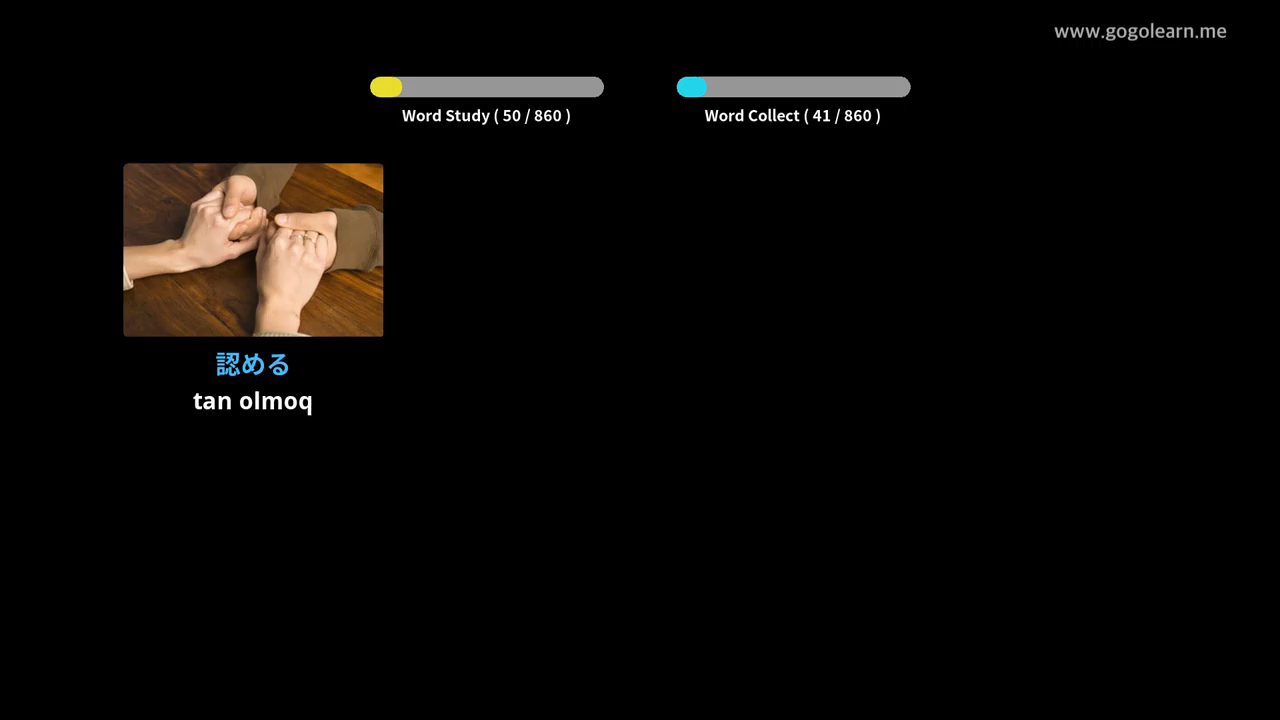 www.gogolearn.me
Word Study ( 50 / 860 )
Word Collect ( 41 / 860 )
認める
tan olmoq